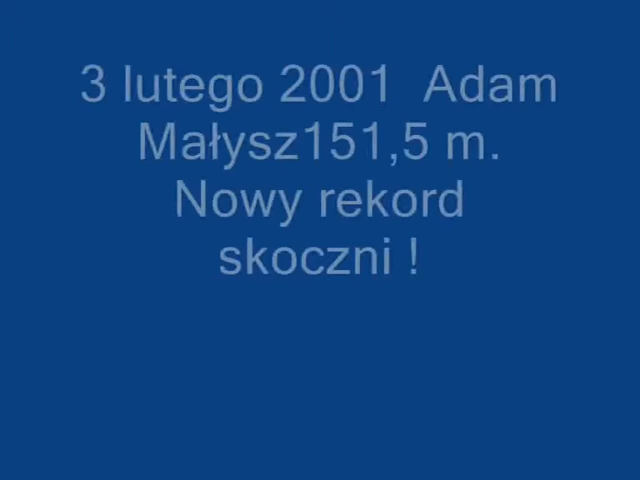 3 lutego 2001  Adam
Małysz151,5 m.
Nowy rekord
skoczni !